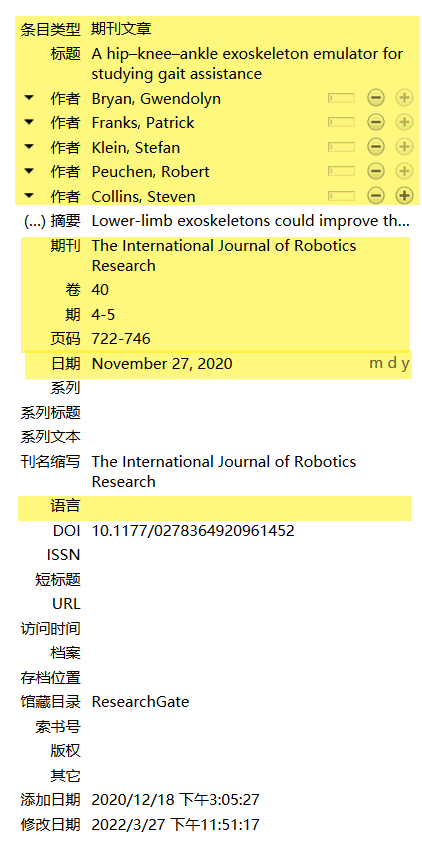 条目类型 期刊文章
标题 A hip–knee–ankle exoskeleton emulator for
studying gait assistance
作者 Bryan, Gwendolyn
作者 Franks, Patrick
作者 Klein, Stefan
作者 Peuchen, Robert
作者 Collins, Steven
(...) 摘要 Lower-limb exoskeletons could improve th...
期刊 The International Journal of Robotics
Research
卷 40
期 4-5
页码 722-746
日期 November 27, 2020 m d y
系列
系列标题
系列文本
刊名缩写 The International Journal of Robotics
Research
语言
DOI 10.1177/0278364920961452
ISSN
短标题
URL
访问时间
档案
存档位置
馆藏目录 ResearchGate
索书号
版权
其它
添加日期 2020/12/18 下午3:05:27
修改日期 2022/3/27 下午11:51:17